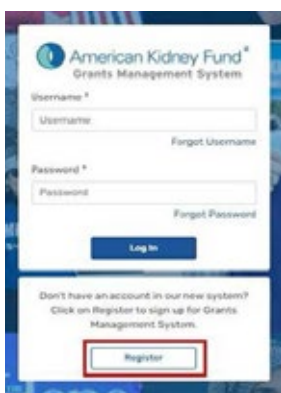 American Kidney Fund®
Grants Management System
Username *
Username
Forgot Username
Password *
Password
Forgot Password
Log In
Don't have an account in our new system?
Click on Register to sign up for Grants
Management System.
Register